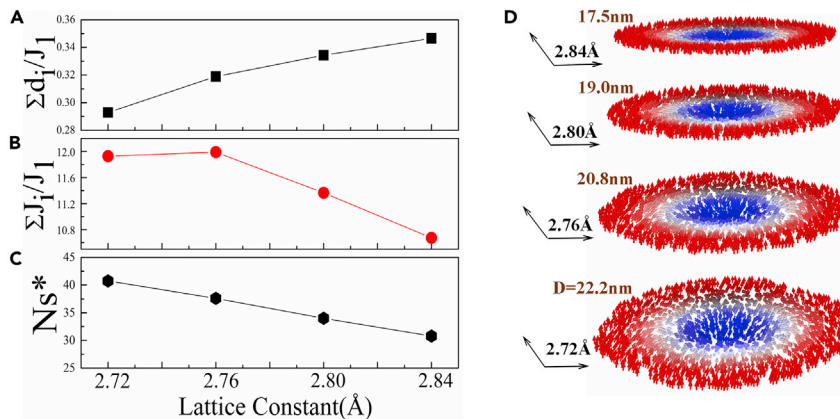 A
Σdᵢ/J₁
0.36
0.32
0.30
0.28
B
ΣJᵢ/J₁
12.0
11.6
11.2
10.8
C
Ns*
45
40
35
30
25
2.72
2.76
2.80
2.84
Lattice Constant(Å)
D
17.5nm
2.84Å
19.0nm
2.80Å
20.8nm
2.76Å
D=22.2nm
2.72Å